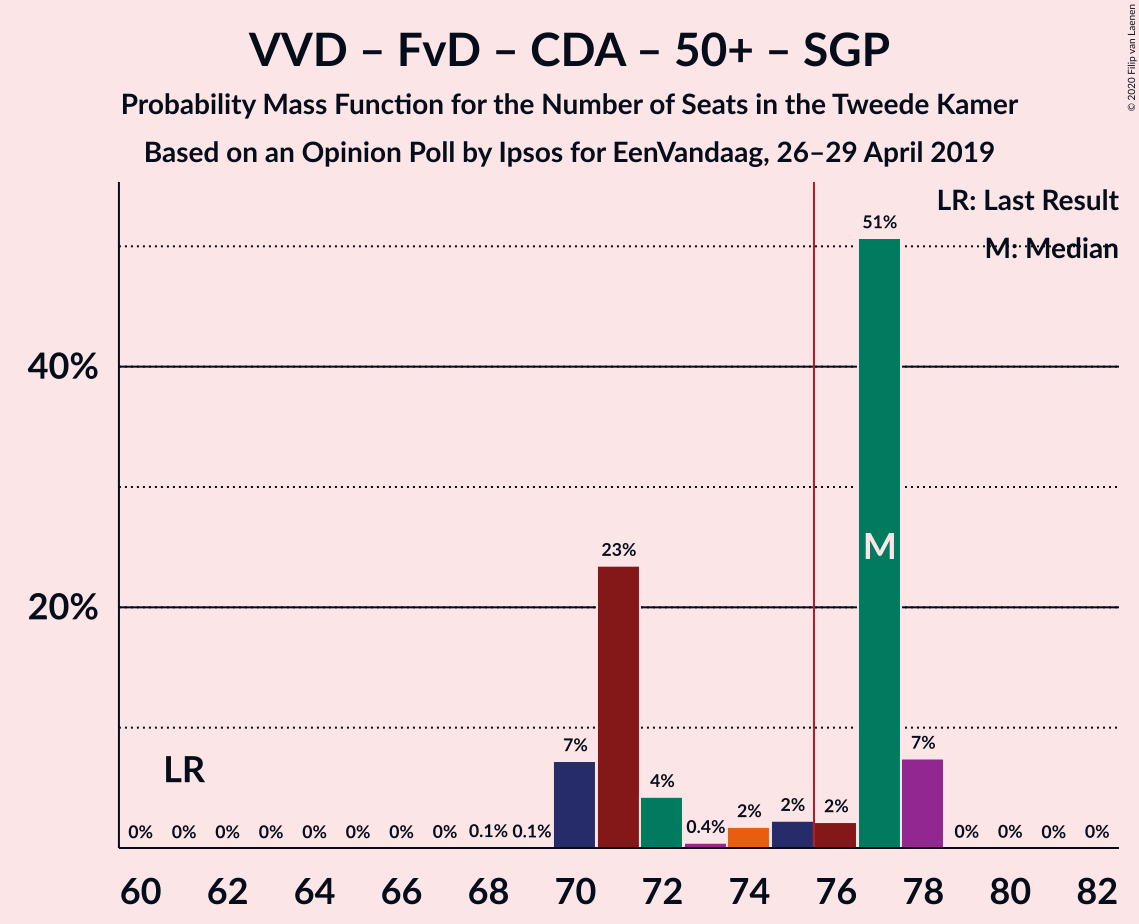 VVD – FvD – CDA – 50+ – SGP
Probability Mass Function for the Number of Seats in the Tweede Kamer
Based on an Opinion Poll by Ipsos for EenVandaag, 26–29 April 2019
© 2020 Filip van Laenen
LR: Last Result
M: Median
40%
20%
LR
M
0% 0% 0% 0% 0% 0% 0% 0% 0.1% 0.1% 7% 23% 4% 0.4% 2% 2% 2% 51% 7% 0% 0% 0% 0%
60 62 64 66 68 70 72 74 76 78 80 82